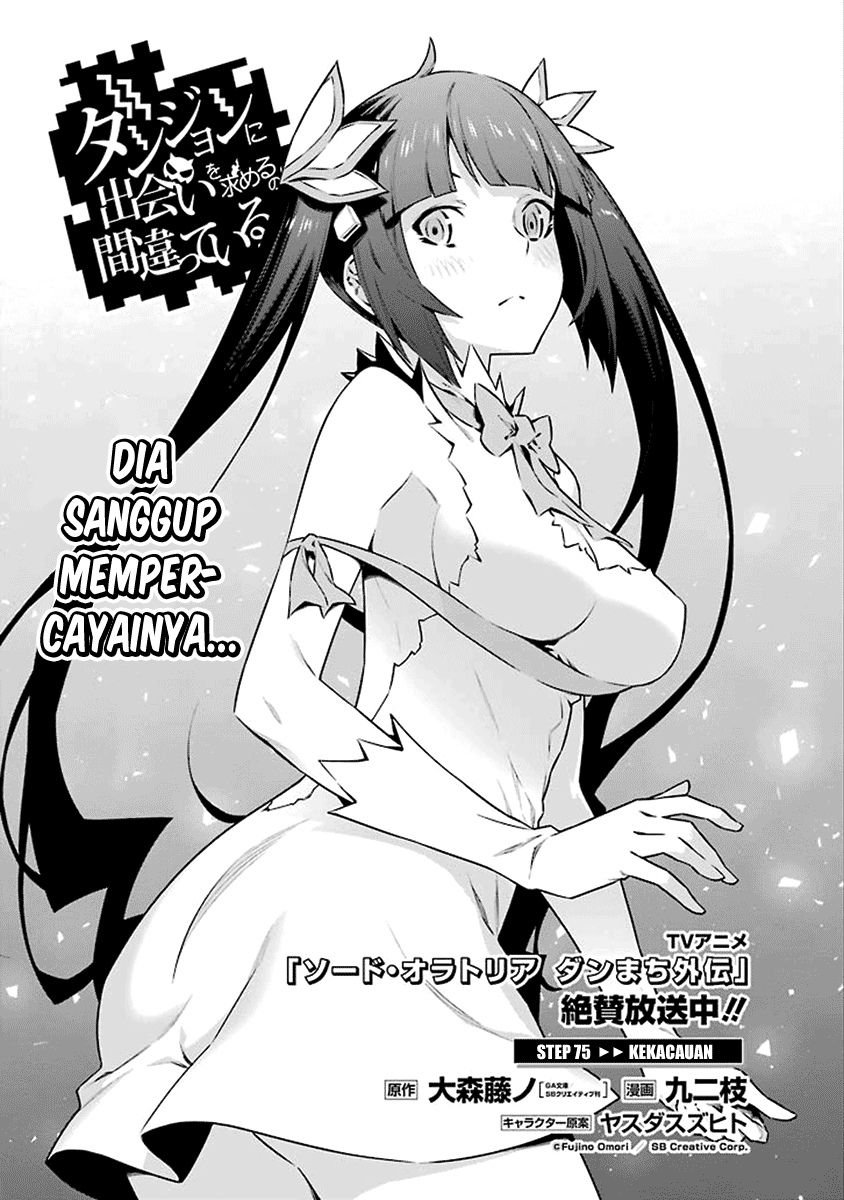 ダンジョンに
出会いを求めるの
間違っている
DIA
SANGGUP
MEMPER-
CAYAINYA...
TVアニメ
「ソード・オラトリア ダンまち外伝」
絶賛放送中!!
STEP 75 ►► KEKACAUAN
原作 大森藤ノ [GA文庫 SBクリエイティブ刊] 漫画 九二枝
キャラクター原案 ヤスダスズヒト
©Fujino Omori / SB Creative Corp.